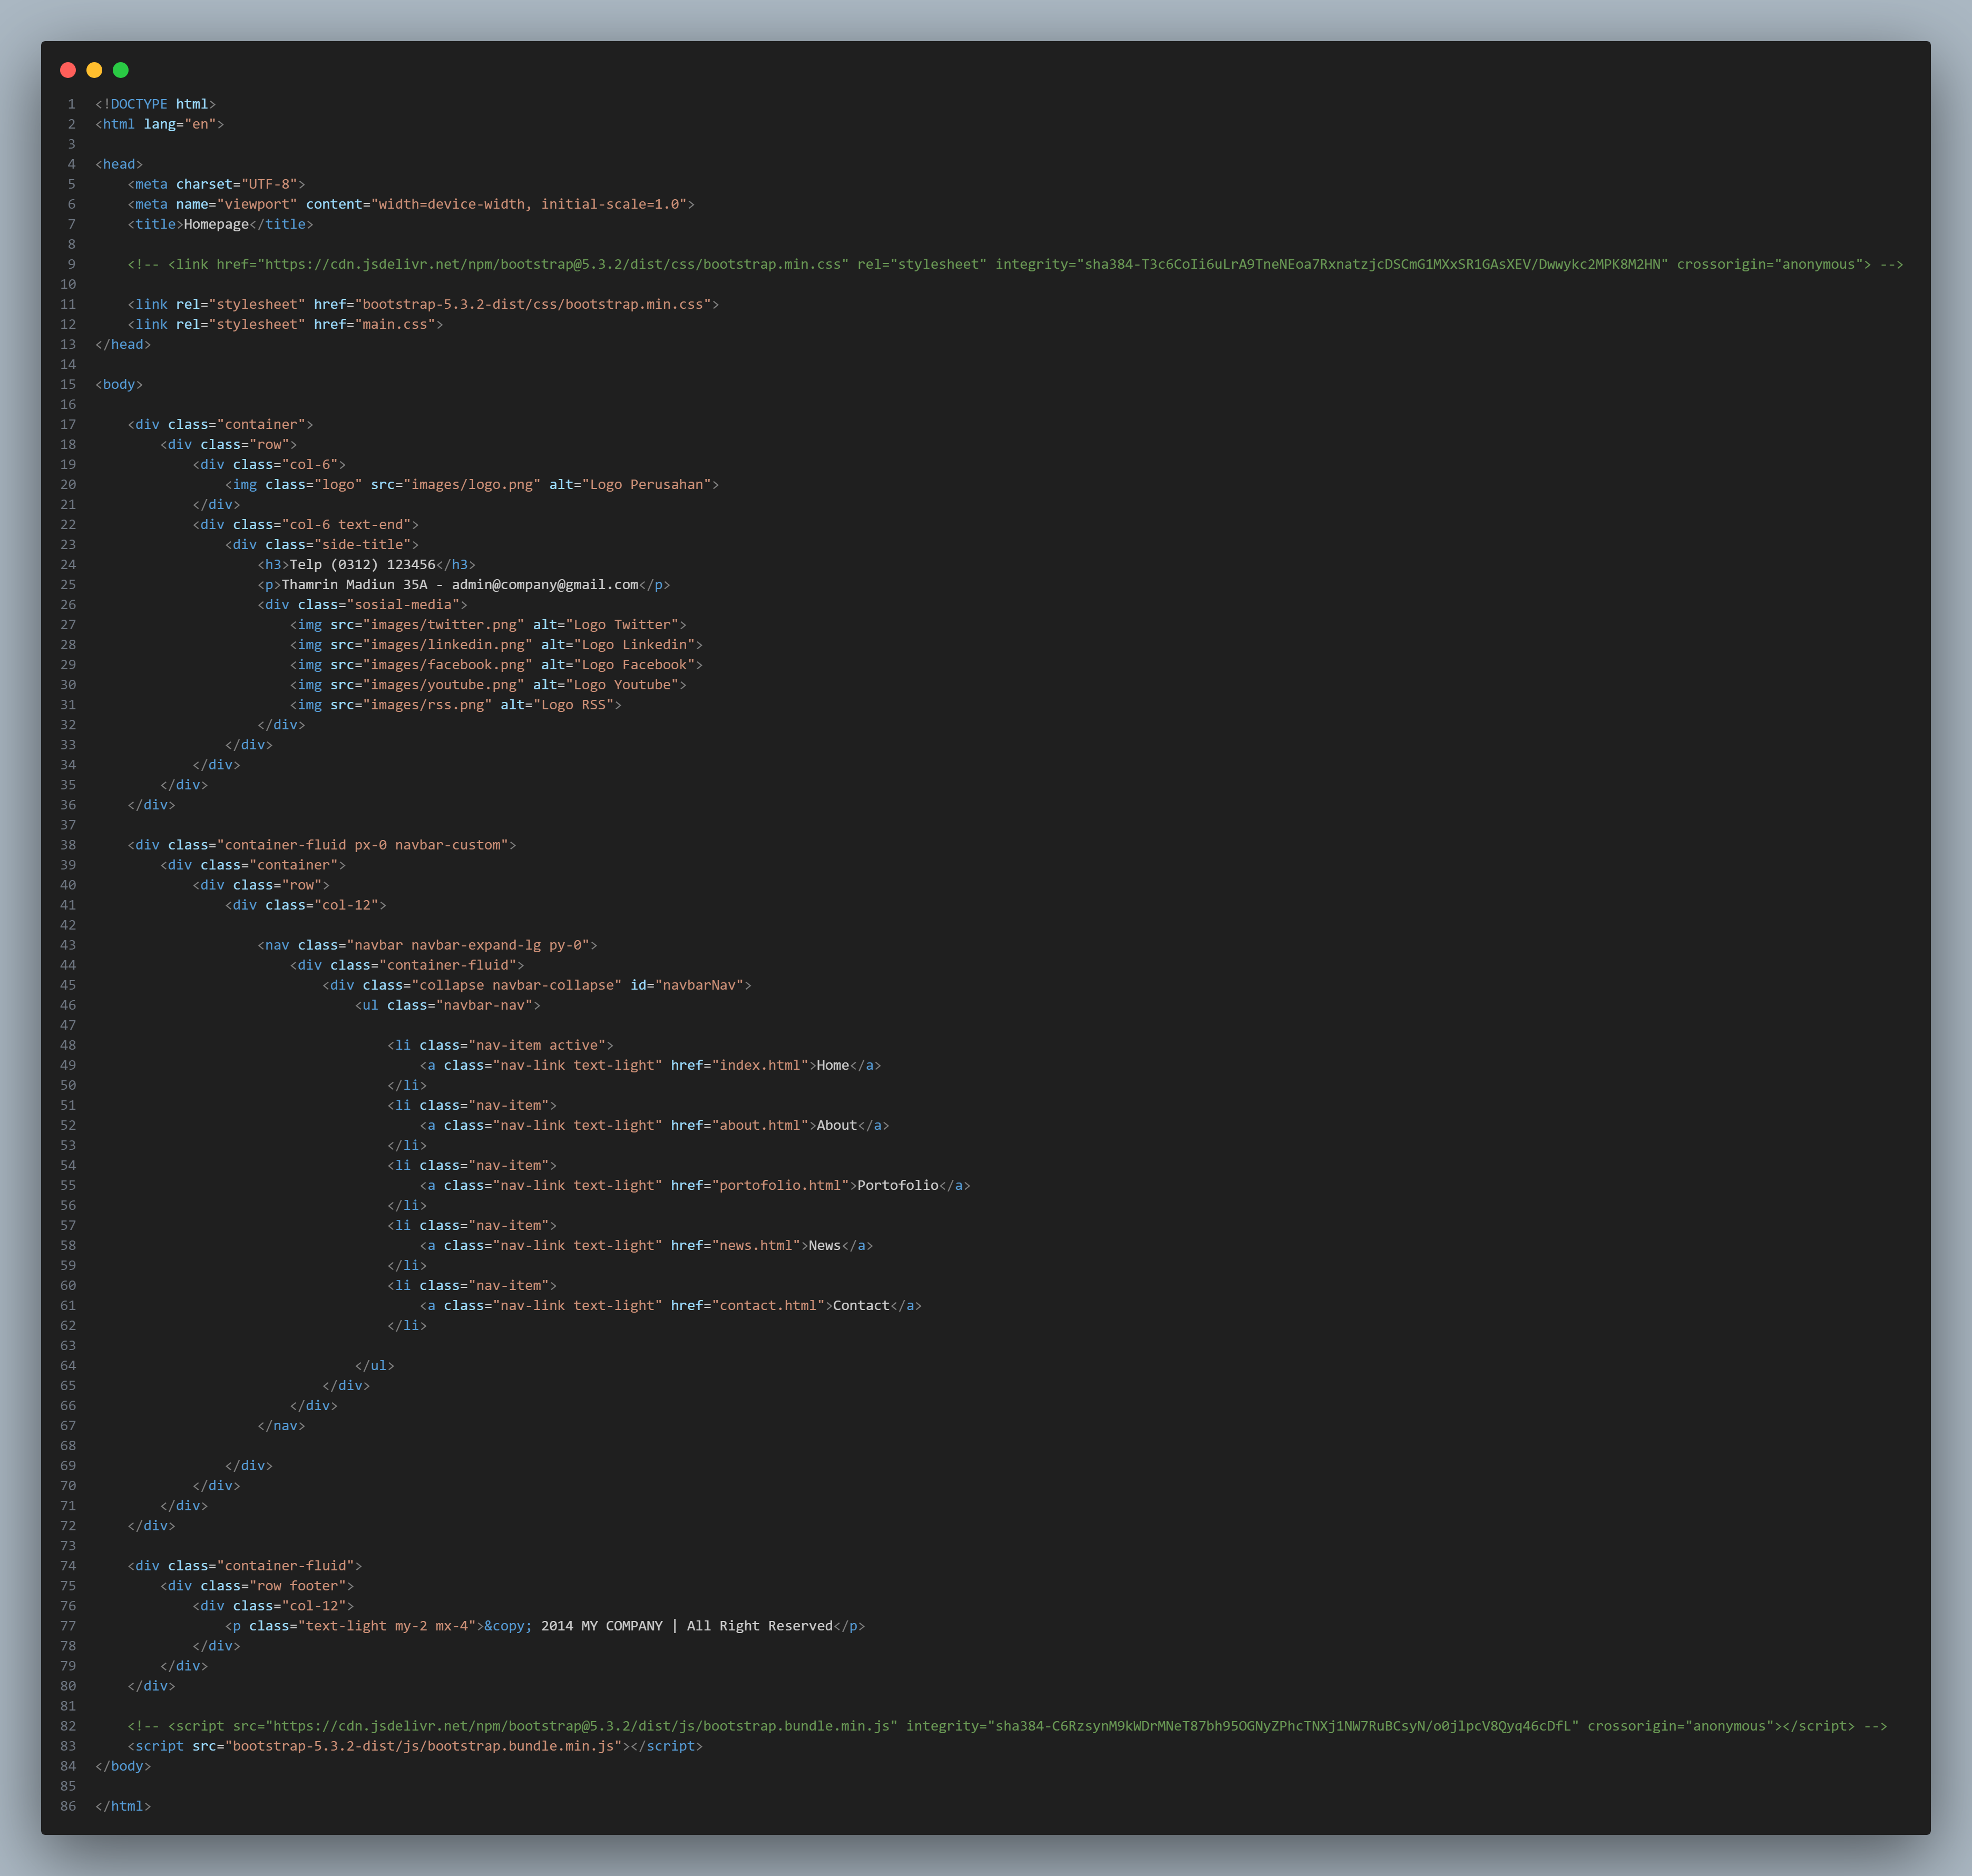 1 <!DOCTYPE html>
2 <html lang="en">
3
4 <head>
5     <meta charset="UTF-8">
6     <meta name="viewport" content="width=device-width, initial-scale=1.0">
7     <title>Homepage</title>
8
9     <!-- <link href="https://cdn.jsdelivr.net/npm/bootstrap@5.3.2/dist/css/bootstrap.min.css" rel="stylesheet" integrity="sha384-T3c6CoIi6uLrA9TneNEoa7RxnatzjcDSCmG1MXxSR1GAsXEV/Dwwykc2MPK8M2HN" crossorigin="anonymous"> -->
10
11     <link rel="stylesheet" href="bootstrap-5.3.2-dist/css/bootstrap.min.css">
12     <link rel="stylesheet" href="main.css">
13 </head>
14
15 <body>
16
17     <div class="container">
18         <div class="row">
19             <div class="col-6">
20                 <img class="logo" src="images/logo.png" alt="Logo Perusahan">
21             </div>
22             <div class="col-6 text-end">
23                 <div class="side-title">
24                     <h3>Telp (0312) 123456</h3>
25                     <p>Thamrin Madiun 35A - admin@company@gmail.com</p>
26                     <div class="sosial-media">
27                         <img src="images/twitter.png" alt="Logo Twitter">
28                         <img src="images/linkedin.png" alt="Logo Linkedin">
29                         <img src="images/facebook.png" alt="Logo Facebook">
30                         <img src="images/youtube.png" alt="Logo Youtube">
31                         <img src="images/rss.png" alt="Logo RSS">
32                     </div>
33                 </div>
34             </div>
35         </div>
36     </div>
37
38     <div class="container-fluid px-0 navbar-custom">
39         <div class="container">
40             <div class="row">
41                 <div class="col-12">
42
43                     <nav class="navbar navbar-expand-lg py-0">
44                         <div class="container-fluid">
45                             <div class="collapse navbar-collapse" id="navbarNav">
46                                 <ul class="navbar-nav">
47
48                                     <li class="nav-item active">
49                                         <a class="nav-link text-light" href="index.html">Home</a>
50                                     </li>
51                                     <li class="nav-item">
52                                         <a class="nav-link text-light" href="about.html">About</a>
53                                     </li>
54                                     <li class="nav-item">
55                                         <a class="nav-link text-light" href="portofolio.html">Portofolio</a>
56                                     </li>
57                                     <li class="nav-item">
58                                         <a class="nav-link text-light" href="news.html">News</a>
59                                     </li>
60                                     <li class="nav-item">
61                                         <a class="nav-link text-light" href="contact.html">Contact</a>
62                                     </li>
63
64                                 </ul>
65                             </div>
66                         </div>
67                     </nav>
68
69                 </div>
70             </div>
71         </div>
72     </div>
73
74     <div class="container-fluid">
75         <div class="row footer">
76             <div class="col-12">
77                 <p class="text-light my-2 mx-4">&copy; 2014 MY COMPANY | All Right Reserved</p>
78             </div>
79         </div>
80     </div>
81
82     <!-- <script src="https://cdn.jsdelivr.net/npm/bootstrap@5.3.2/dist/js/bootstrap.bundle.min.js" integrity="sha384-C6RzsynM9kWDrMNeT87bh95OGNyZPhcTNXj1NW7RuBCsyN/o0jlpcV8Qyq46cDfL" crossorigin="anonymous"></script> -->
83     <script src="bootstrap-5.3.2-dist/js/bootstrap.bundle.min.js"></script>
84 </body>
85
86 </html>